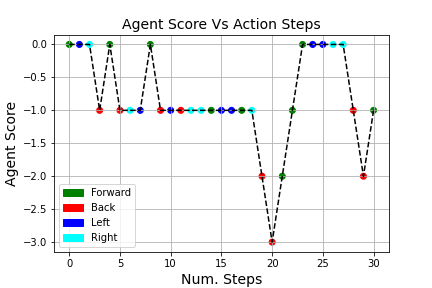 Agent Score Vs Action Steps
Agent Score
0.0
−0.5
−1.0
−1.5
−2.0
−2.5
−3.0
Forward
Back
Left
Right
0 5 10 15 20 25 30
Num. Steps